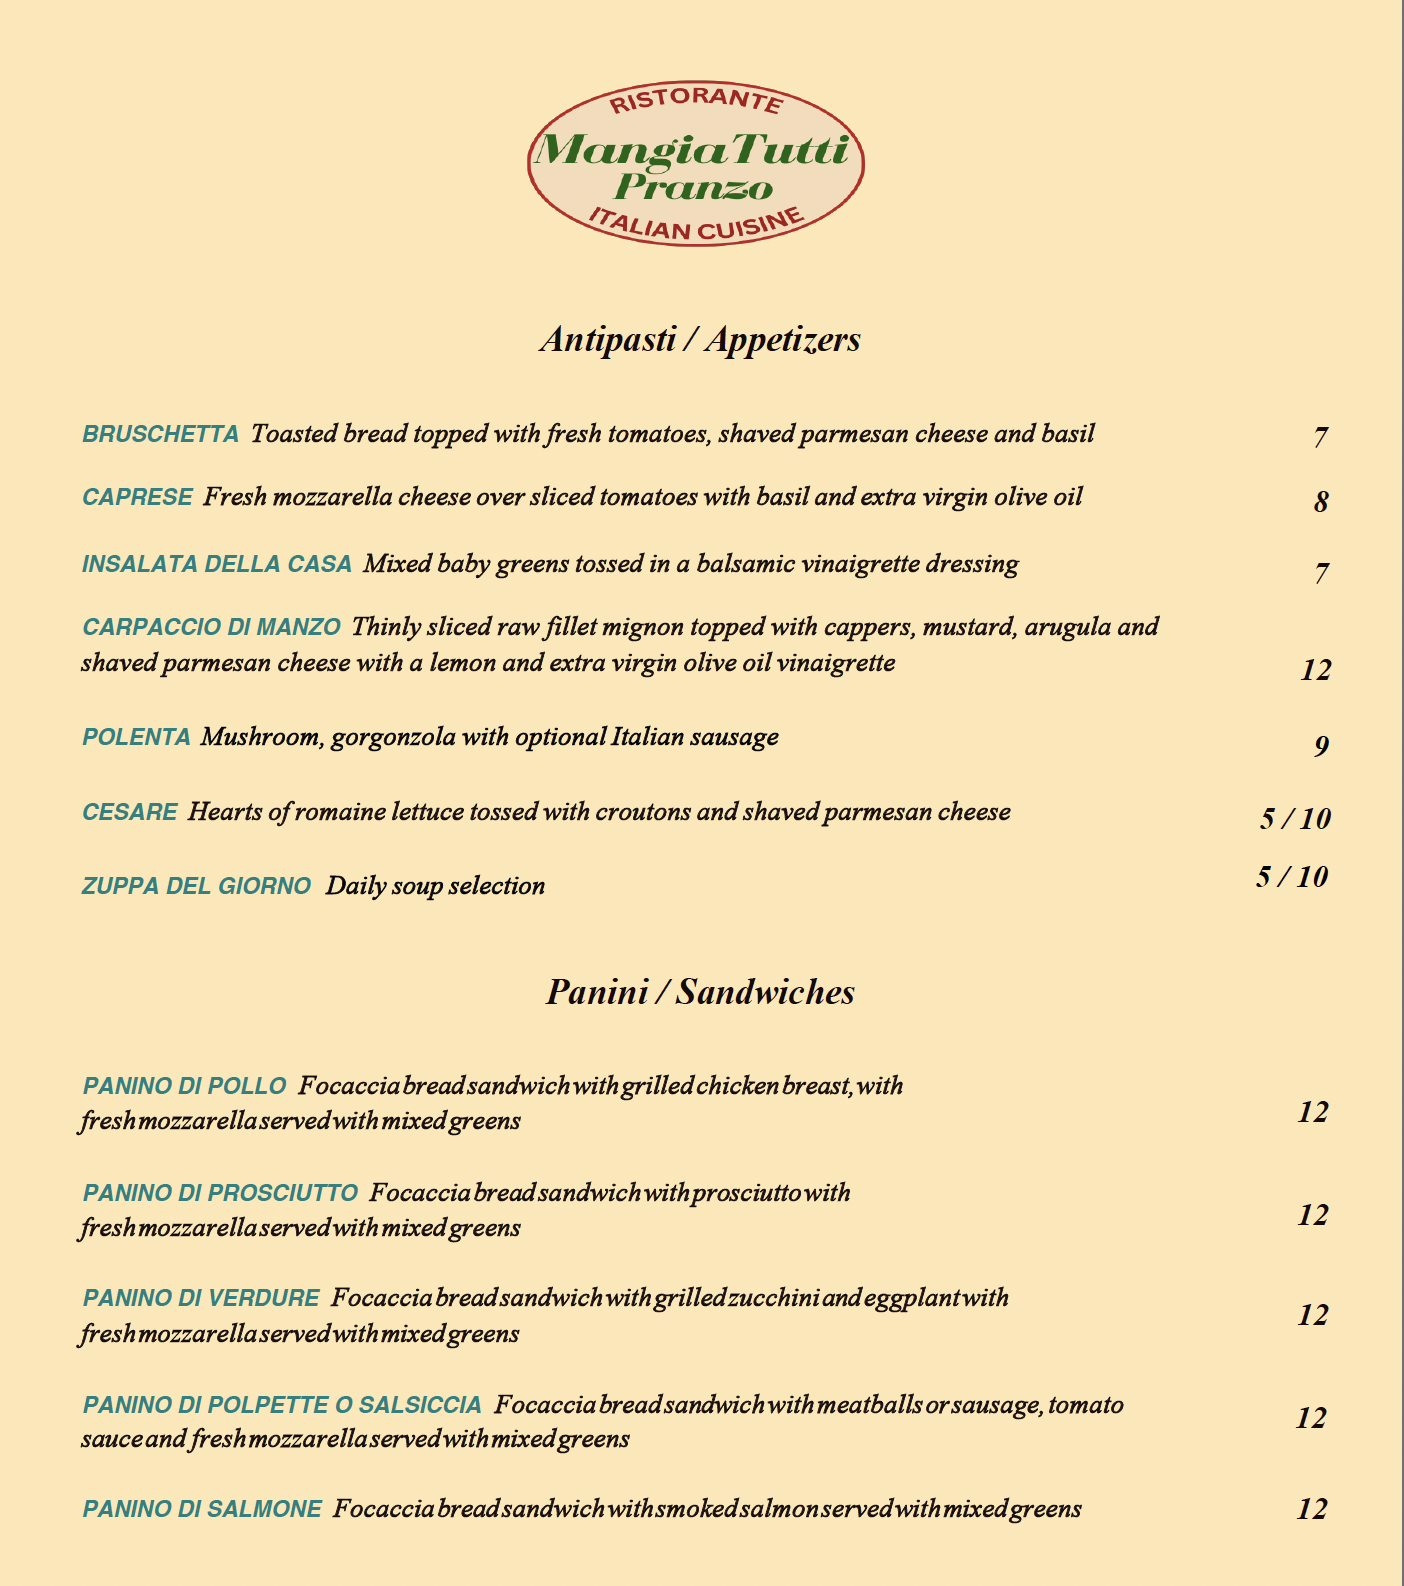 RISTORANTE
MangiaTutti
Pranzo
ITALIAN CUISINE
Antipasti / Appetizers
BRUSCHETTA Toasted bread topped with fresh tomatoes, shaved parmesan cheese and basil 7
CAPRESE Fresh mozzarella cheese over sliced tomatoes with basil and extra virgin olive oil 8
INSALATA DELLA CASA Mixed baby greens tossed in a balsamic vinaigrette dressing 7
CARPACCIO DI MANZO Thinly sliced raw fillet mignon topped with cappers, mustard, arugula and
shaved parmesan cheese with a lemon and extra virgin olive oil vinaigrette 12
POLENTA Mushroom, gorgonzola with optional Italian sausage 9
CESARE Hearts of romaine lettuce tossed with croutons and shaved parmesan cheese 5 / 10
ZUPPA DEL GIORNO Daily soup selection 5 / 10
Panini / Sandwiches
PANINO DI POLLO Focaccia bread sandwich with grilled chicken breast, with
fresh mozzarella served with mixed greens 12
PANINO DI PROSCIUTTO Focaccia bread sandwich with prosciutto with
fresh mozzarella served with mixed greens 12
PANINO DI VERDURE Focaccia bread sandwich with grilled zucchini and eggplant with
fresh mozzarella served with mixed greens 12
PANINO DI POLPETTE O SALSICCIA Focaccia bread sandwich with meatballs or sausage, tomato
sauce and fresh mozzarella served with mixed greens 12
PANINO DI SALMONE Focaccia bread sandwich with smoked salmon served with mixed greens 12